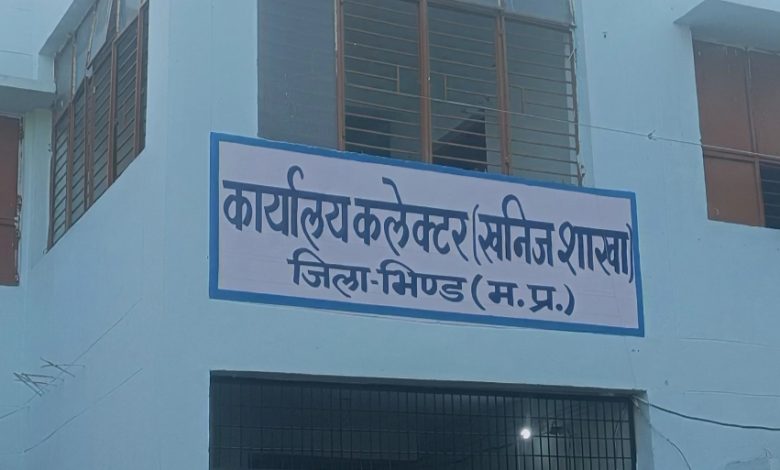 कार्यालय कलेक्टर (खनिज शाखा)
जिला-भिण्ड (म.प्र.)